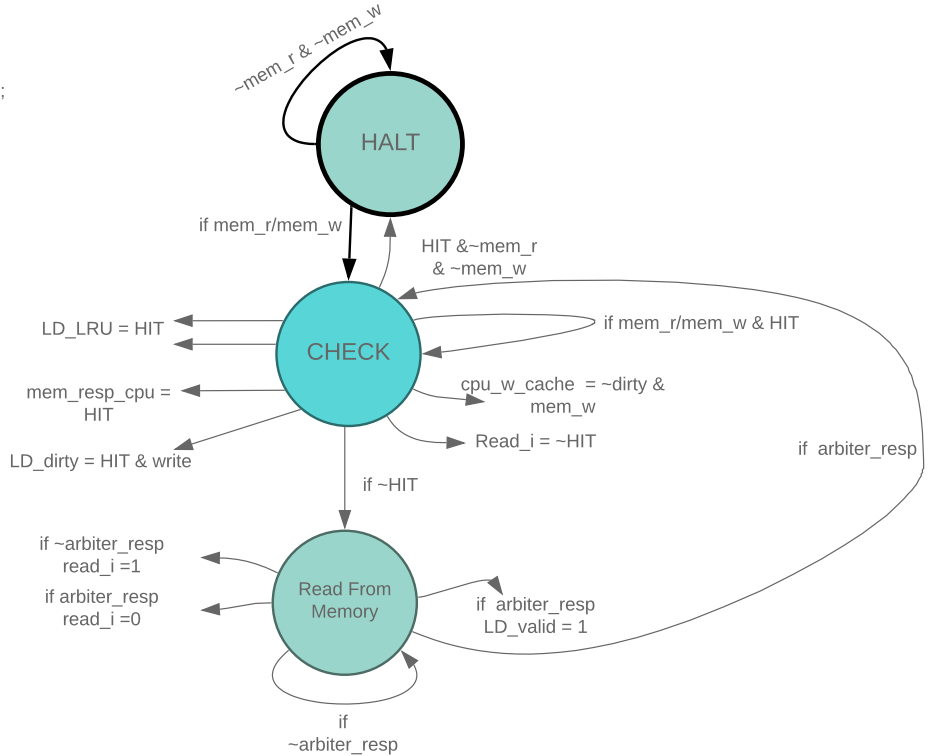 ~mem_r & ~mem_w
;
HALT
if mem_r/mem_w
HIT &~mem_r
& ~mem_w
LD_LRU = HIT
CHECK
if mem_r/mem_w & HIT
mem_resp_cpu =
HIT
cpu_w_cache = ~dirty &
mem_w
LD_dirty = HIT & write
Read_i = ~HIT
if arbiter_resp
if ~HIT
if ~arbiter_resp
read_i =1
if arbiter_resp
read_i =0
Read From
Memory
if arbiter_resp
LD_valid = 1
if
~arbiter_resp